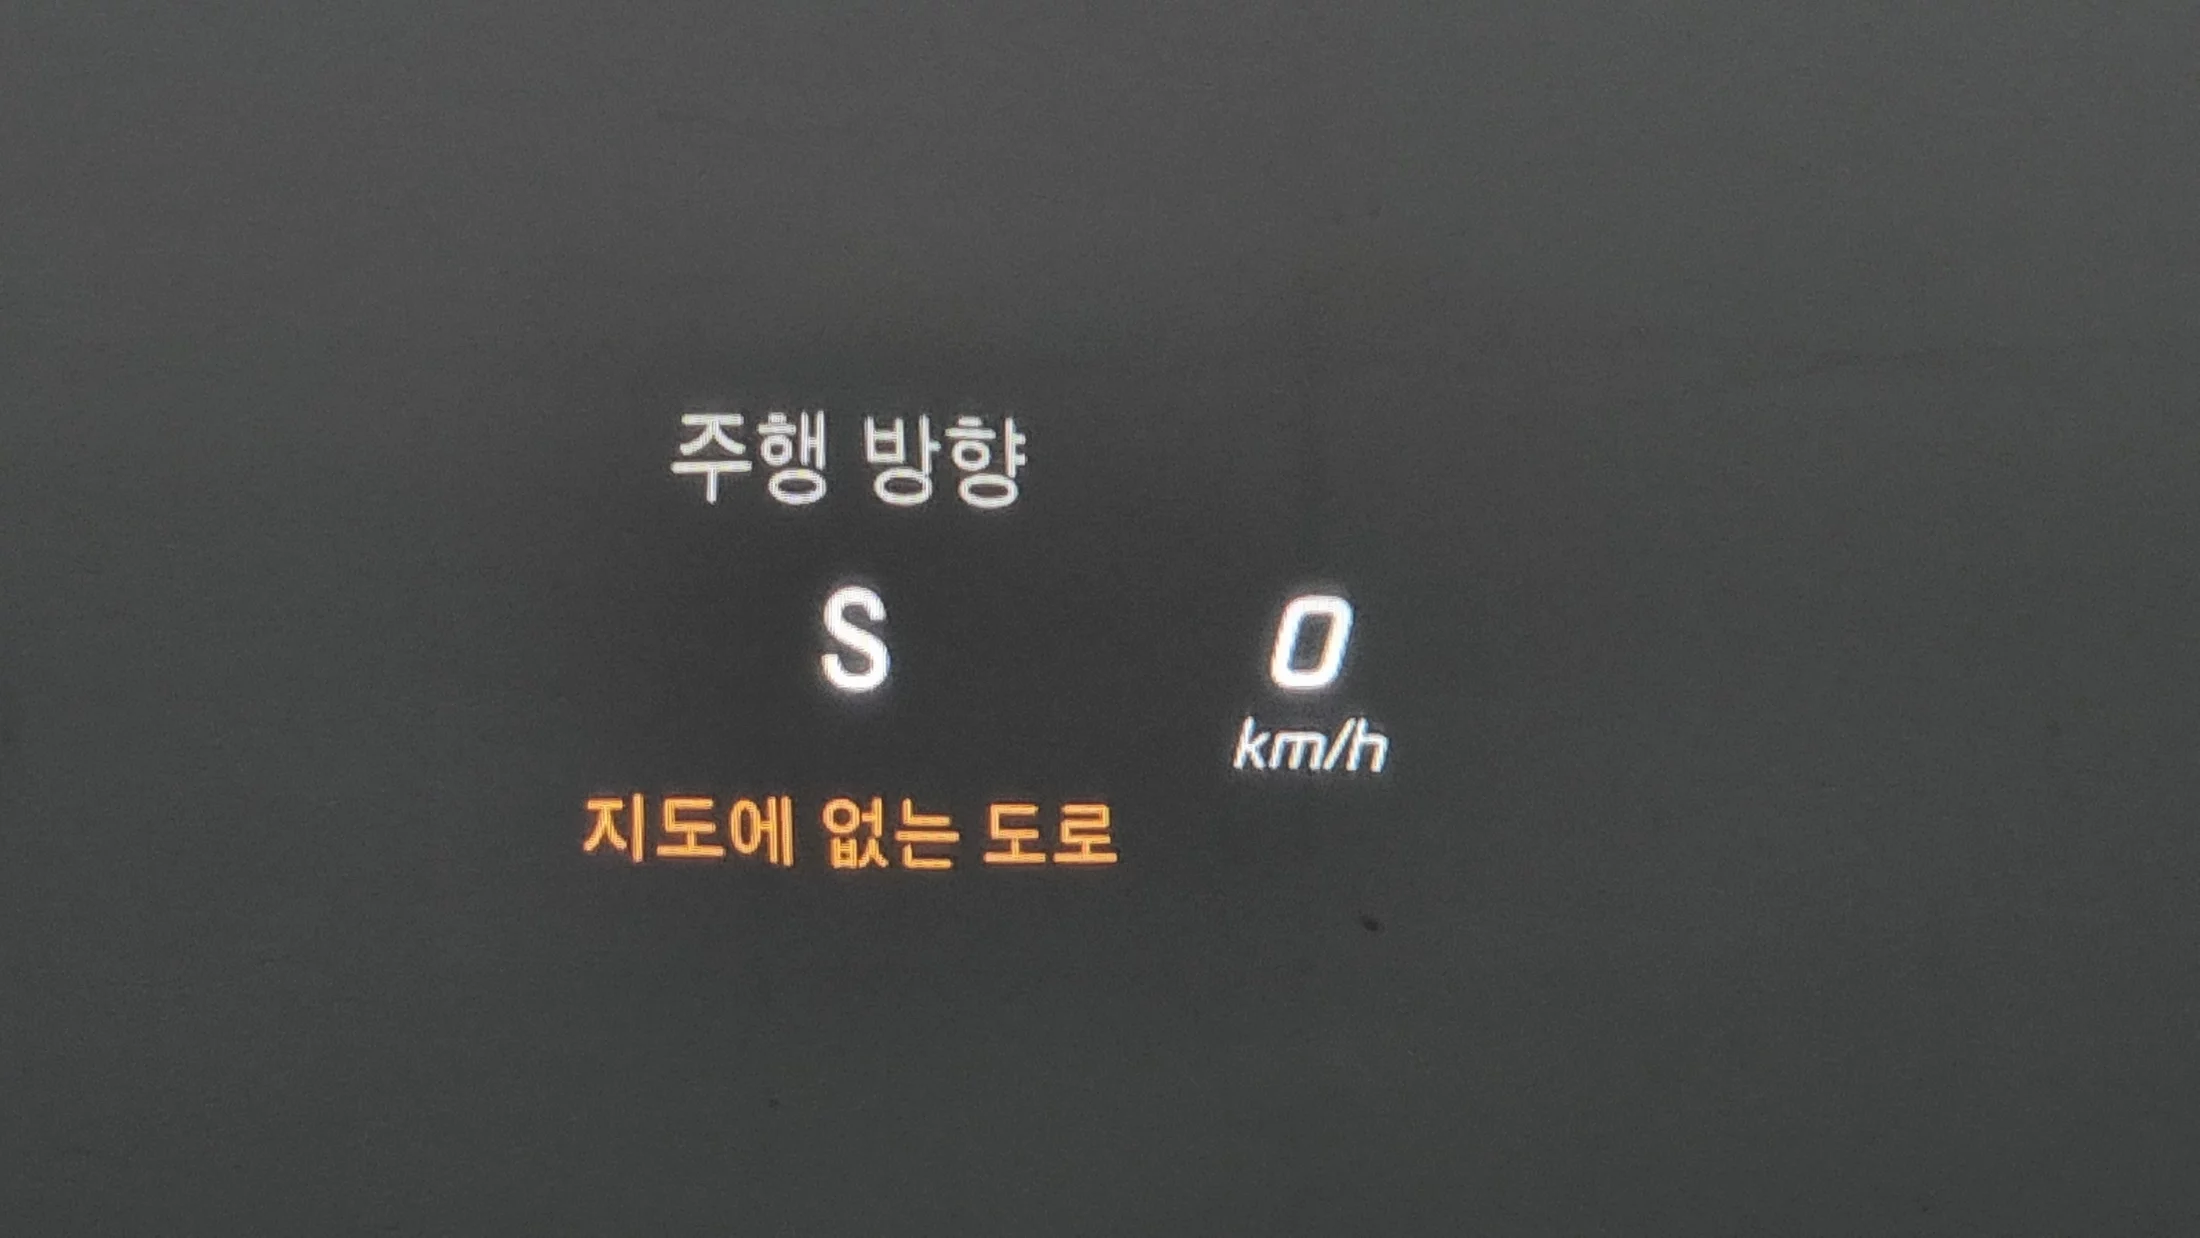 주행 방향
S
0
km/h
지도에 없는 도로